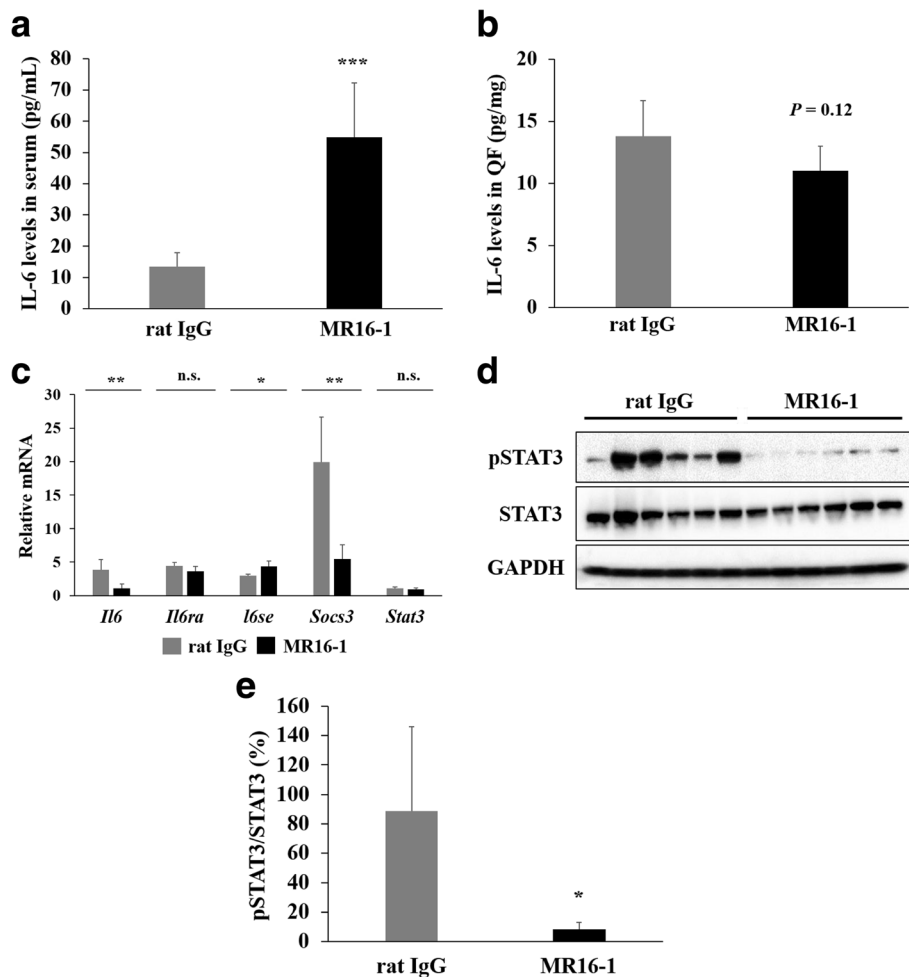 a
IL-6 levels in serum (pg/mL)
80
70
60
50
40
30
20
10
0
***
rat IgG
MR16-1
b
IL-6 levels in QF (pg/mg)
20
15
10
5
0
P = 0.12
rat IgG
MR16-1
c
** n.s. * ** n.s.
Relative mRNA
30
25
20
15
10
5
0
Il6 Il6ra l6se Socs3 Stat3
rat IgG MR16-1
d
rat IgG MR16-1
pSTAT3
STAT3
GAPDH
e
pSTAT3/STAT3 (%)
160
140
120
100
80
60
40
20
0
*
rat IgG
MR16-1